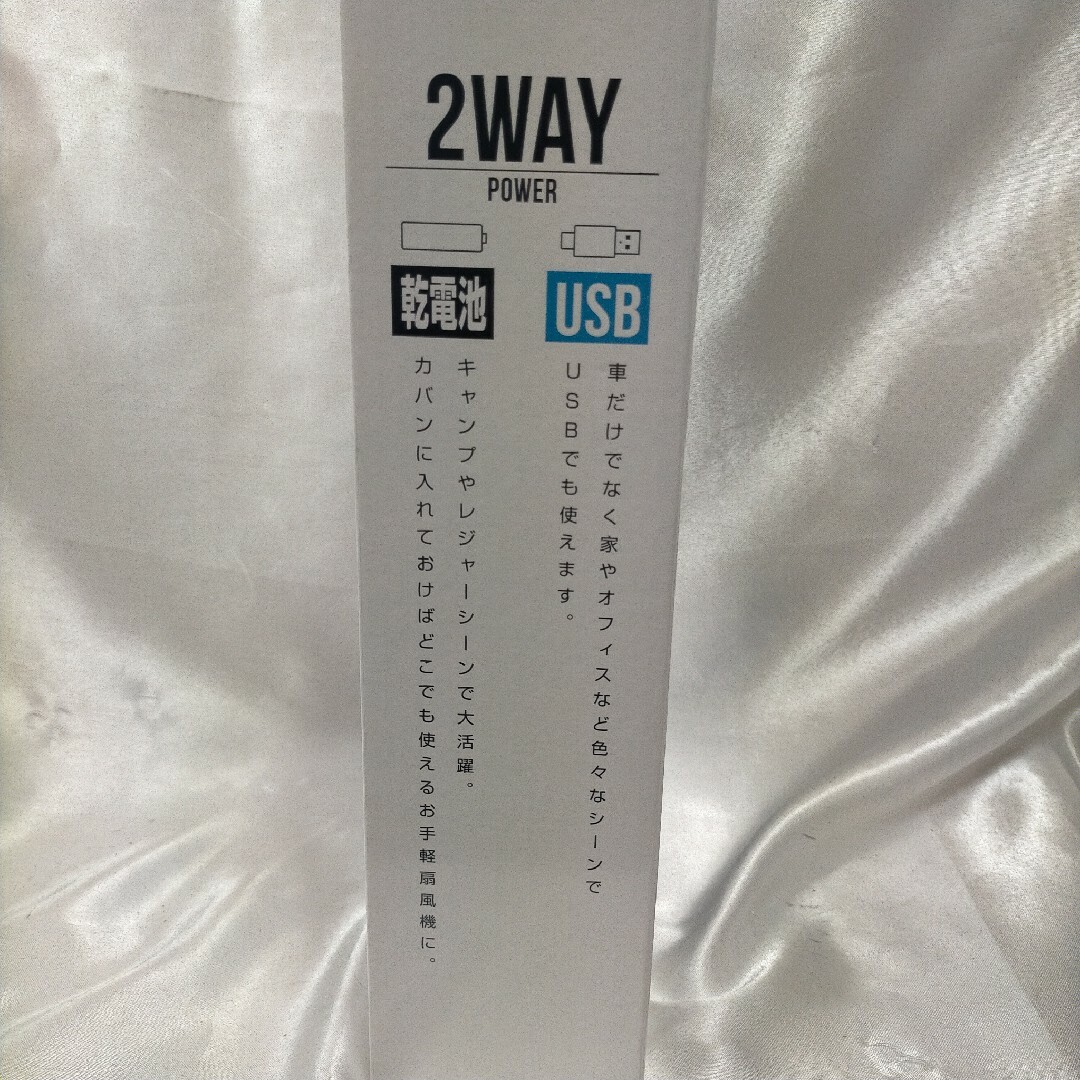 2WAY
POWER
乾電池
キャンプやレジャーシーンで大活躍。
カバンに入れておけばどこでも使えるお手軽扇風機に。
USB
車だけでなく家やオフィスなど色々なシーンで
USBでも使えます。